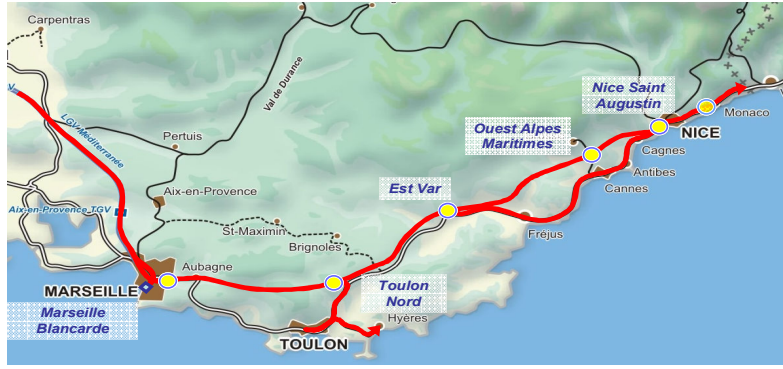 Carpentras
Val de Durance
V
LGV Méditerranée
Pertuis
Aix-en-Provence
Aix-en-Provence TGV
St-Maximin
Brignoles
Aubagne
MARSEILLE
Marseille
Blancarde
Toulon
Nord
Hyères
TOULON
Est Var
Fréjus
Ouest Alpes
Maritimes
Cannes
Antibes
Cagnes
Nice Saint
Augustin
NICE
Monaco